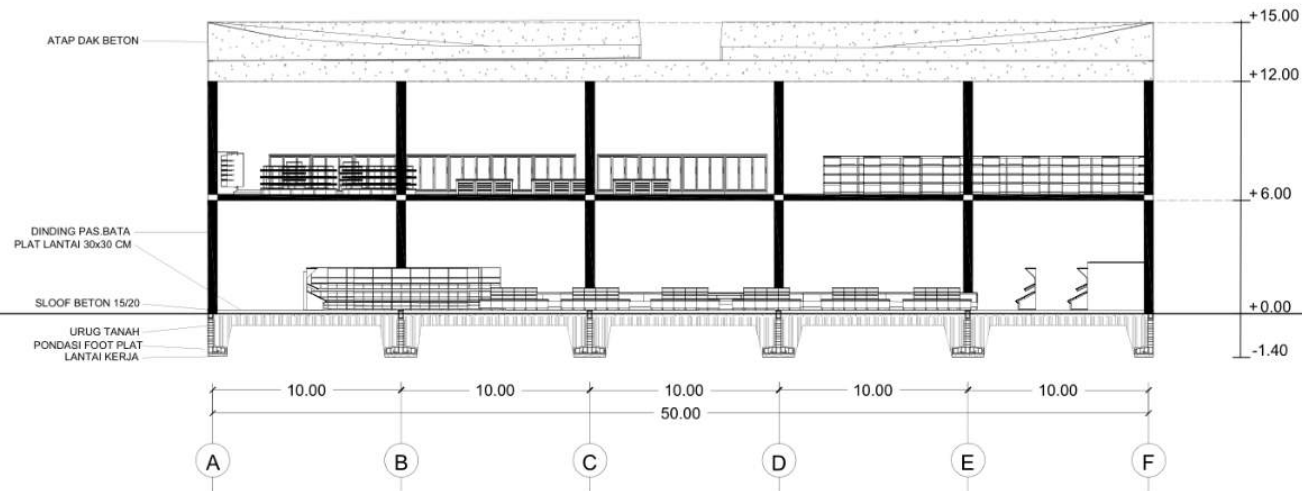 ATAP DAK BETON
+15.00
+12.00
+6.00
DINDING PAS.BATA
PLAT LANTAI 30x30 CM
SLOOF BETON 15/20
+0.00
URUG TANAH
PONDASI FOOT PLAT
LANTAI KERJA
-1.40
10.00 10.00 10.00 10.00 10.00
50.00
A B C D E F